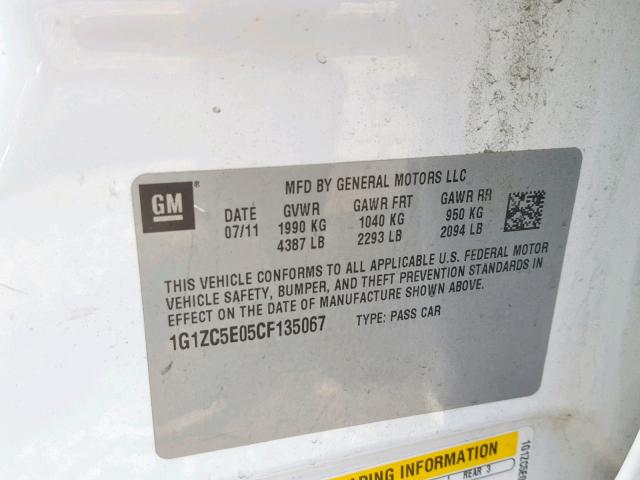 MFD BY GENERAL MOTORS LLC
GM®
DATE GVWR GAWR FRT GAWR RR
07/11 1990 KG 1040 KG 950 KG
4387 LB 2293 LB 2094 LB
THIS VEHICLE CONFORMS TO ALL APPLICABLE U.S. FEDERAL MOTOR
VEHICLE SAFETY, BUMPER, AND THEFT PREVENTION STANDARDS IN
EFFECT ON THE DATE OF MANUFACTURE SHOWN ABOVE.
1G1ZC5E05CF135067 TYPE: PASS CAR
INFORMATION
REAR 3